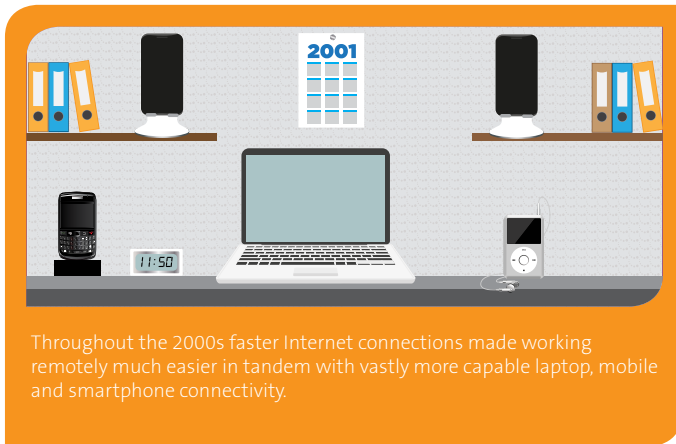 2001
11:50
Throughout the 2000s faster Internet connections made working
remotely much easier in tandem with vastly more capable laptop, mobile
and smartphone connectivity.